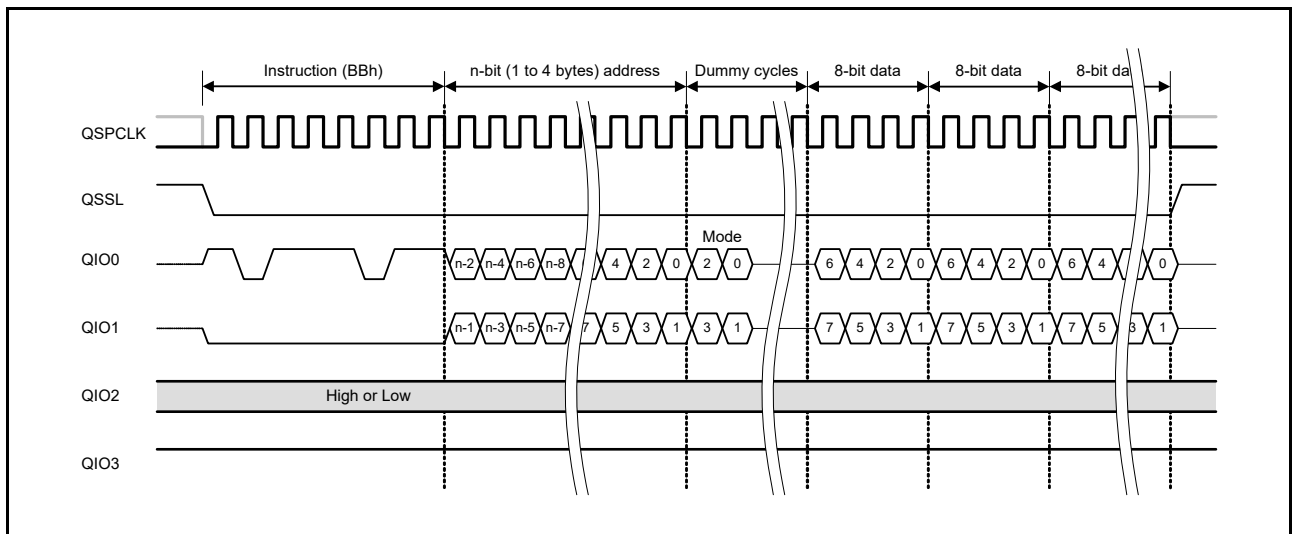 Instruction (BBh) n-bit (1 to 4 bytes) address Dummy cycles 8-bit data 8-bit data 8-bit da
QSPCLK
QSSL
Mode
QIO0 n-2 n-4 n-6 n-8 4 2 0 2 0 6 4 2 0 6 4 2 0 6 4 0
QIO1 n-1 n-3 n-5 n-7 7 5 3 1 3 1 7 5 3 1 7 5 3 1 7 5 3 1
QIO2 High or Low
QIO3